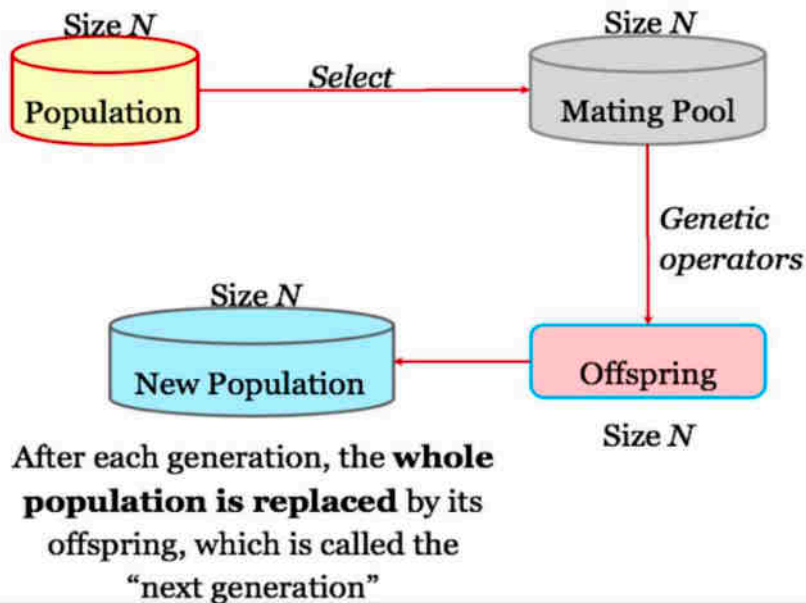 Size N
Population
Select
Size N
Mating Pool
Genetic
operators
Offspring
Size N
Size N
New Population
After each generation, the whole
population is replaced by its
offspring, which is called the
“next generation”